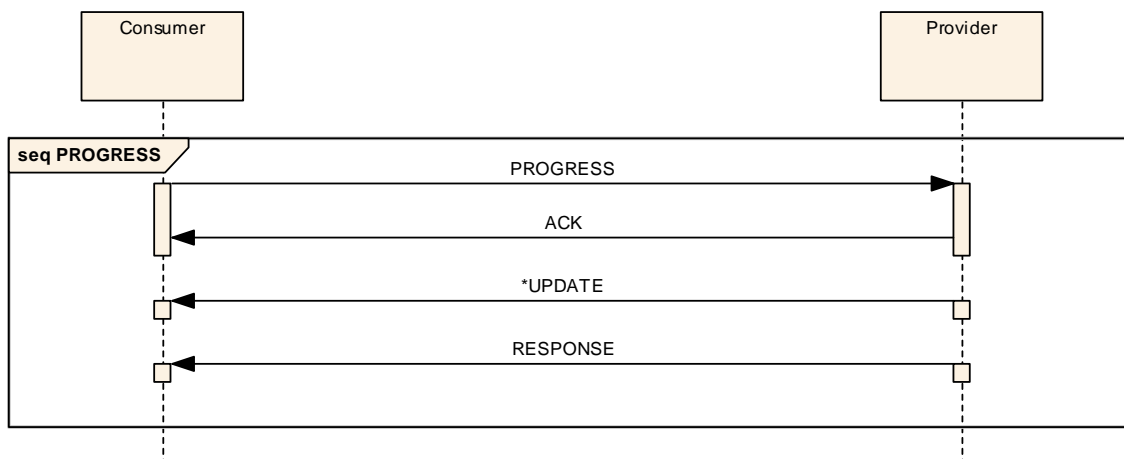 Consumer
Provider
seq PROGRESS
PROGRESS
ACK
*UPDATE
RESPONSE